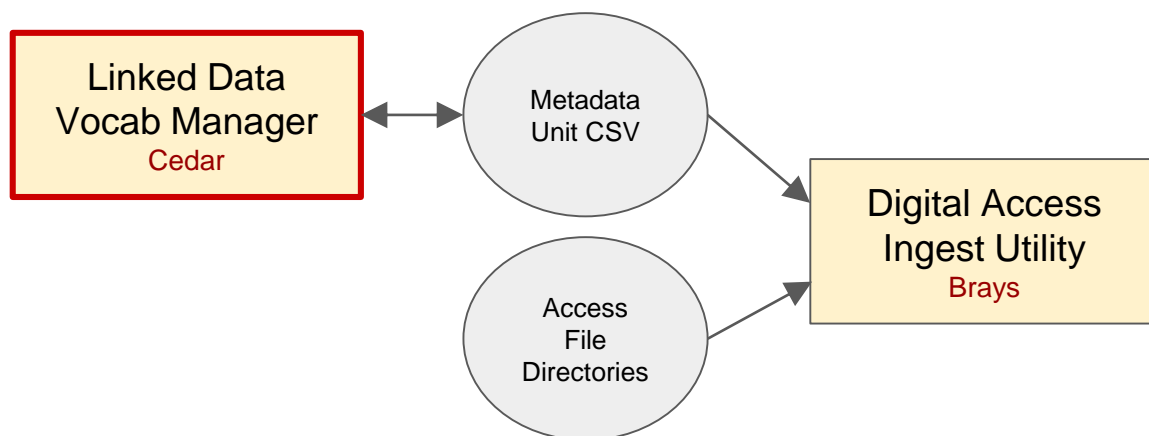 Linked Data
Vocab Manager
Cedar
Metadata
Unit CSV
Access
File
Directories
Digital Access
Ingest Utility
Brays